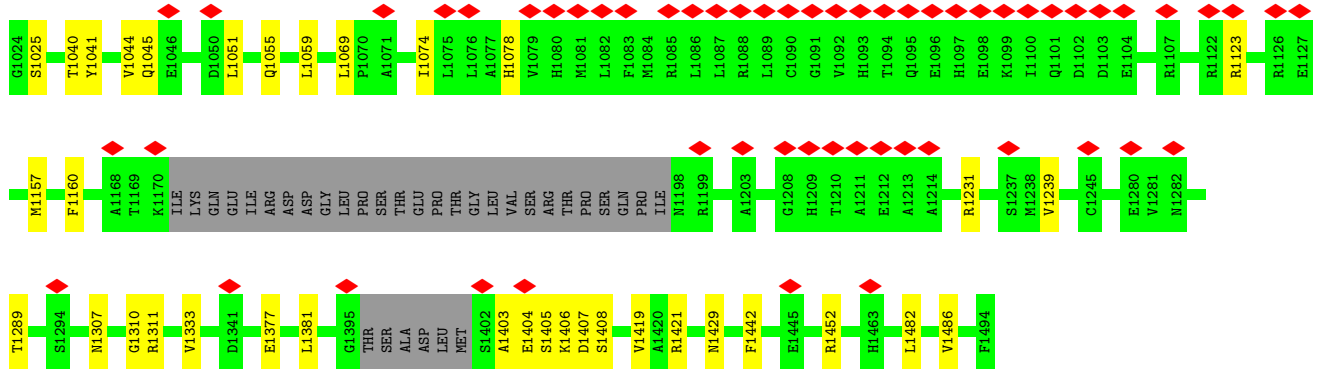 G1024 S1025 T1040 Y1041 V1044 Q1045 E1046 D1050 L1051 Q1055 L1059 L1069 P1070 A1071 I1074 L1075 L1076 A1077 H1078 V1079 H1080 M1081 L1082 F1083 M1084 R1085 L1086 L1087 R1088 L1089 C1090 G1091 V1092 H1093 T1094 Q1095 E1096 H1097 E1098 K1099 I1100 Q1101 D1102 D1103 E1104 R1107 R1122 R1123 R1126 E1127
M1157 F1160 A1168 T1169 K1170 ILE LYS GLN GLU ILE ARG ASP ASP GLY LEU PRO SER THR GLU PRO THR GLY LEU VAL SER ARG THR PRO SER GLN PRO ILE N1198 R1199 A1203 G1208 H1209 T1210 A1211 E1212 A1213 A1214 R1231 S1237 M1238 V1239 C1245 E1280 V1281 N1282
T1289 S1294 N1307 G1310 R1311 V1333 D1341 E1377 L1381 G1395 THR SER ALA ASP LEU MET S1402 A1403 E1404 S1405 K1406 D1407 S1408 V1419 A1420 R1421 N1429 F1442 E1445 R1452 H1463 L1482 V1486 F1494